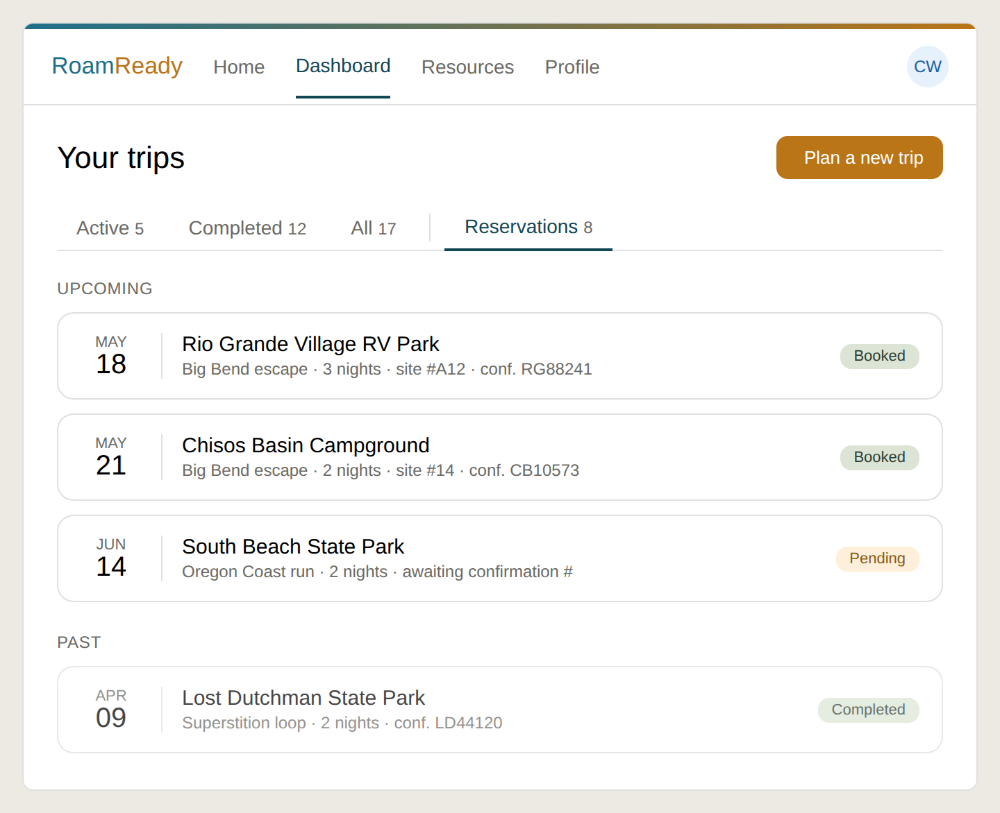 RoamReady Home Dashboard Resources Profile CW
Your trips Plan a new trip
Active 5 Completed 12 All 17 Reservations 8
UPCOMING
MAY
18
Rio Grande Village RV Park
Big Bend escape · 3 nights · site #A12 · conf. RG88241
Booked
MAY
21
Chisos Basin Campground
Big Bend escape · 2 nights · site #14 · conf. CB10573
Booked
JUN
14
South Beach State Park
Oregon Coast run · 2 nights · awaiting confirmation #
Pending
PAST
APR
09
Lost Dutchman State Park
Superstition loop · 2 nights · conf. LD44120
Completed